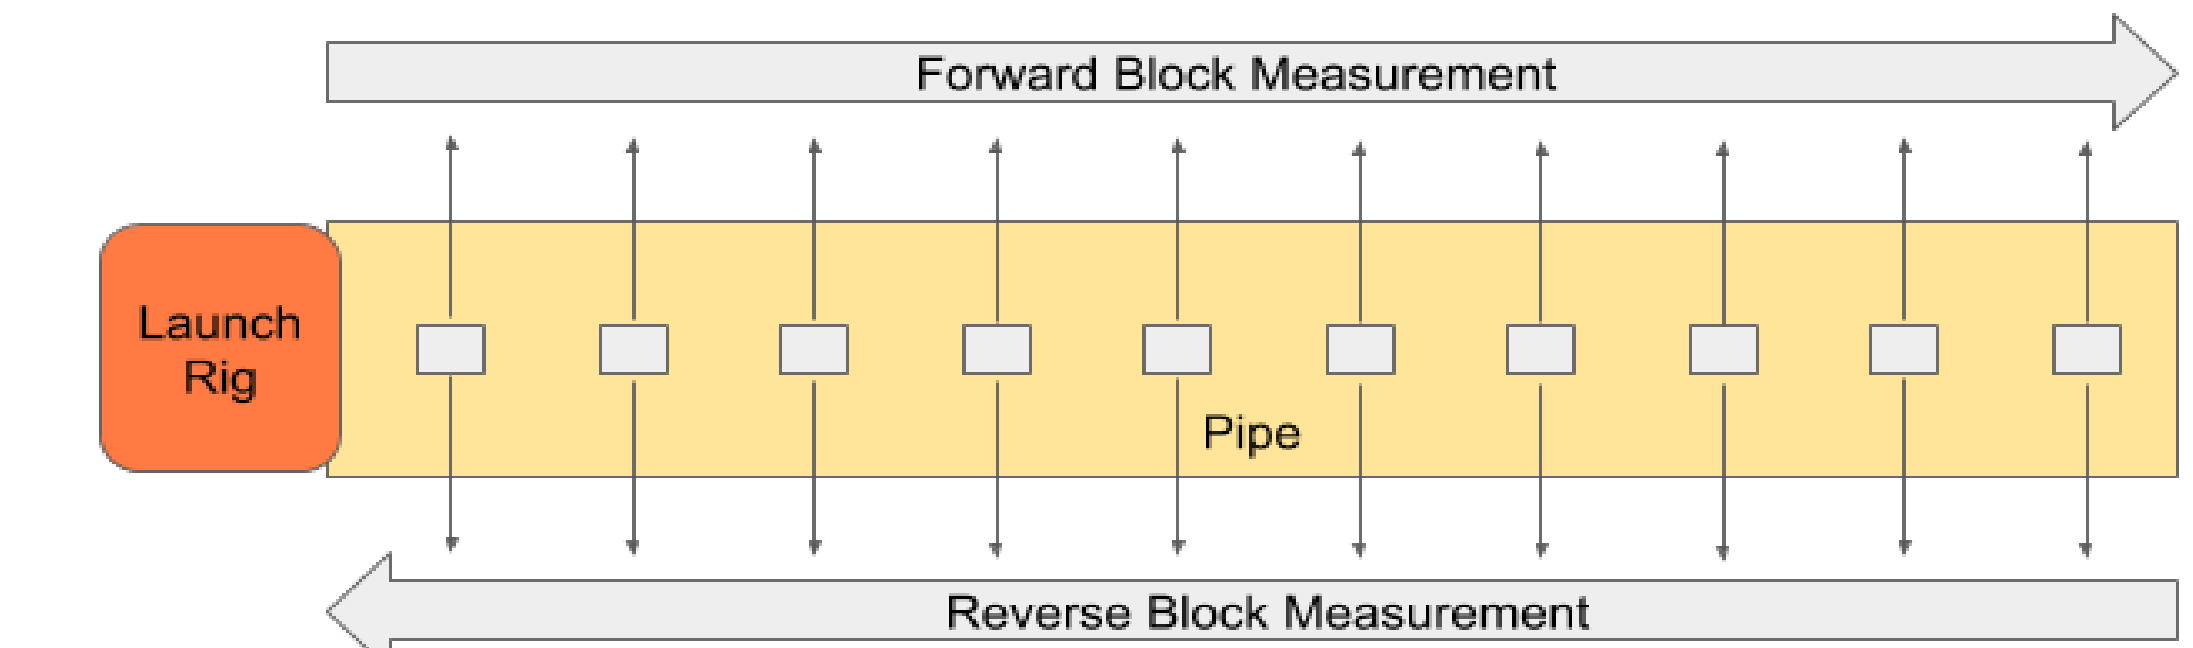 Forward Block Measurement
Launch
Rig
Pipe
Reverse Block Measurement